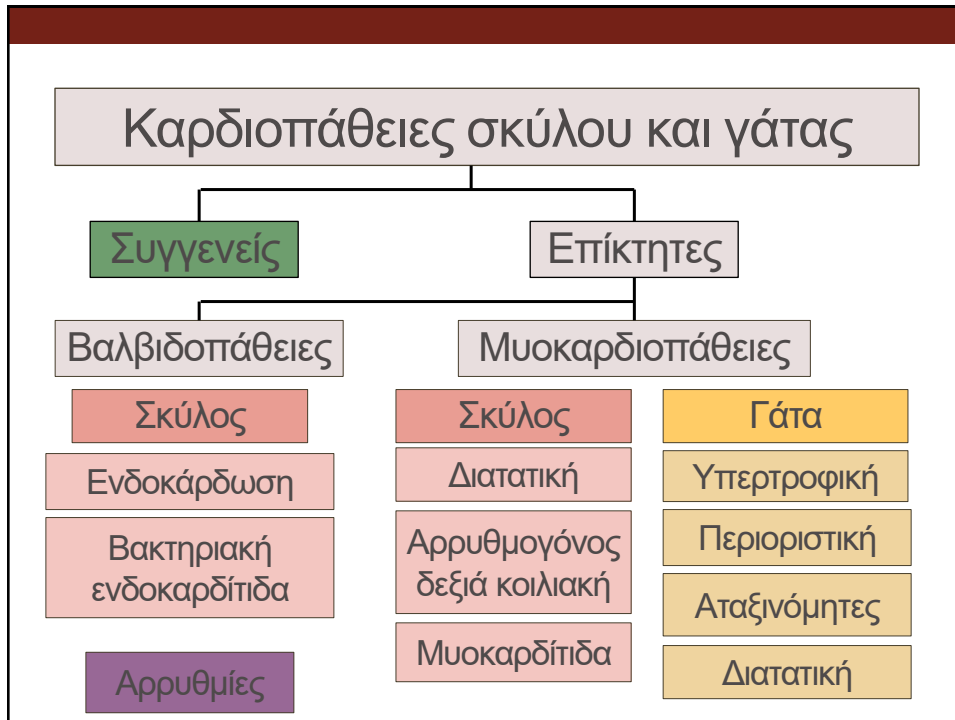 Καρδιοπάθειες σκύλου και γάτας
Συγγενείς
Επίκτητες
Βαλβιδοπάθειες
Μυοκαρδιοπάθειες
Σκύλος
Ενδοκάρδωση
Βακτηριακή
ενδοκαρδίτιδα
Αρρυθμίες
Σκύλος
Διατατική
Αρρυθμογόνος
δεξιά κοιλιακή
Μυοκαρδίτιδα
Γάτα
Υπερτροφική
Περιοριστική
Αταξινόμητες
Διατατική